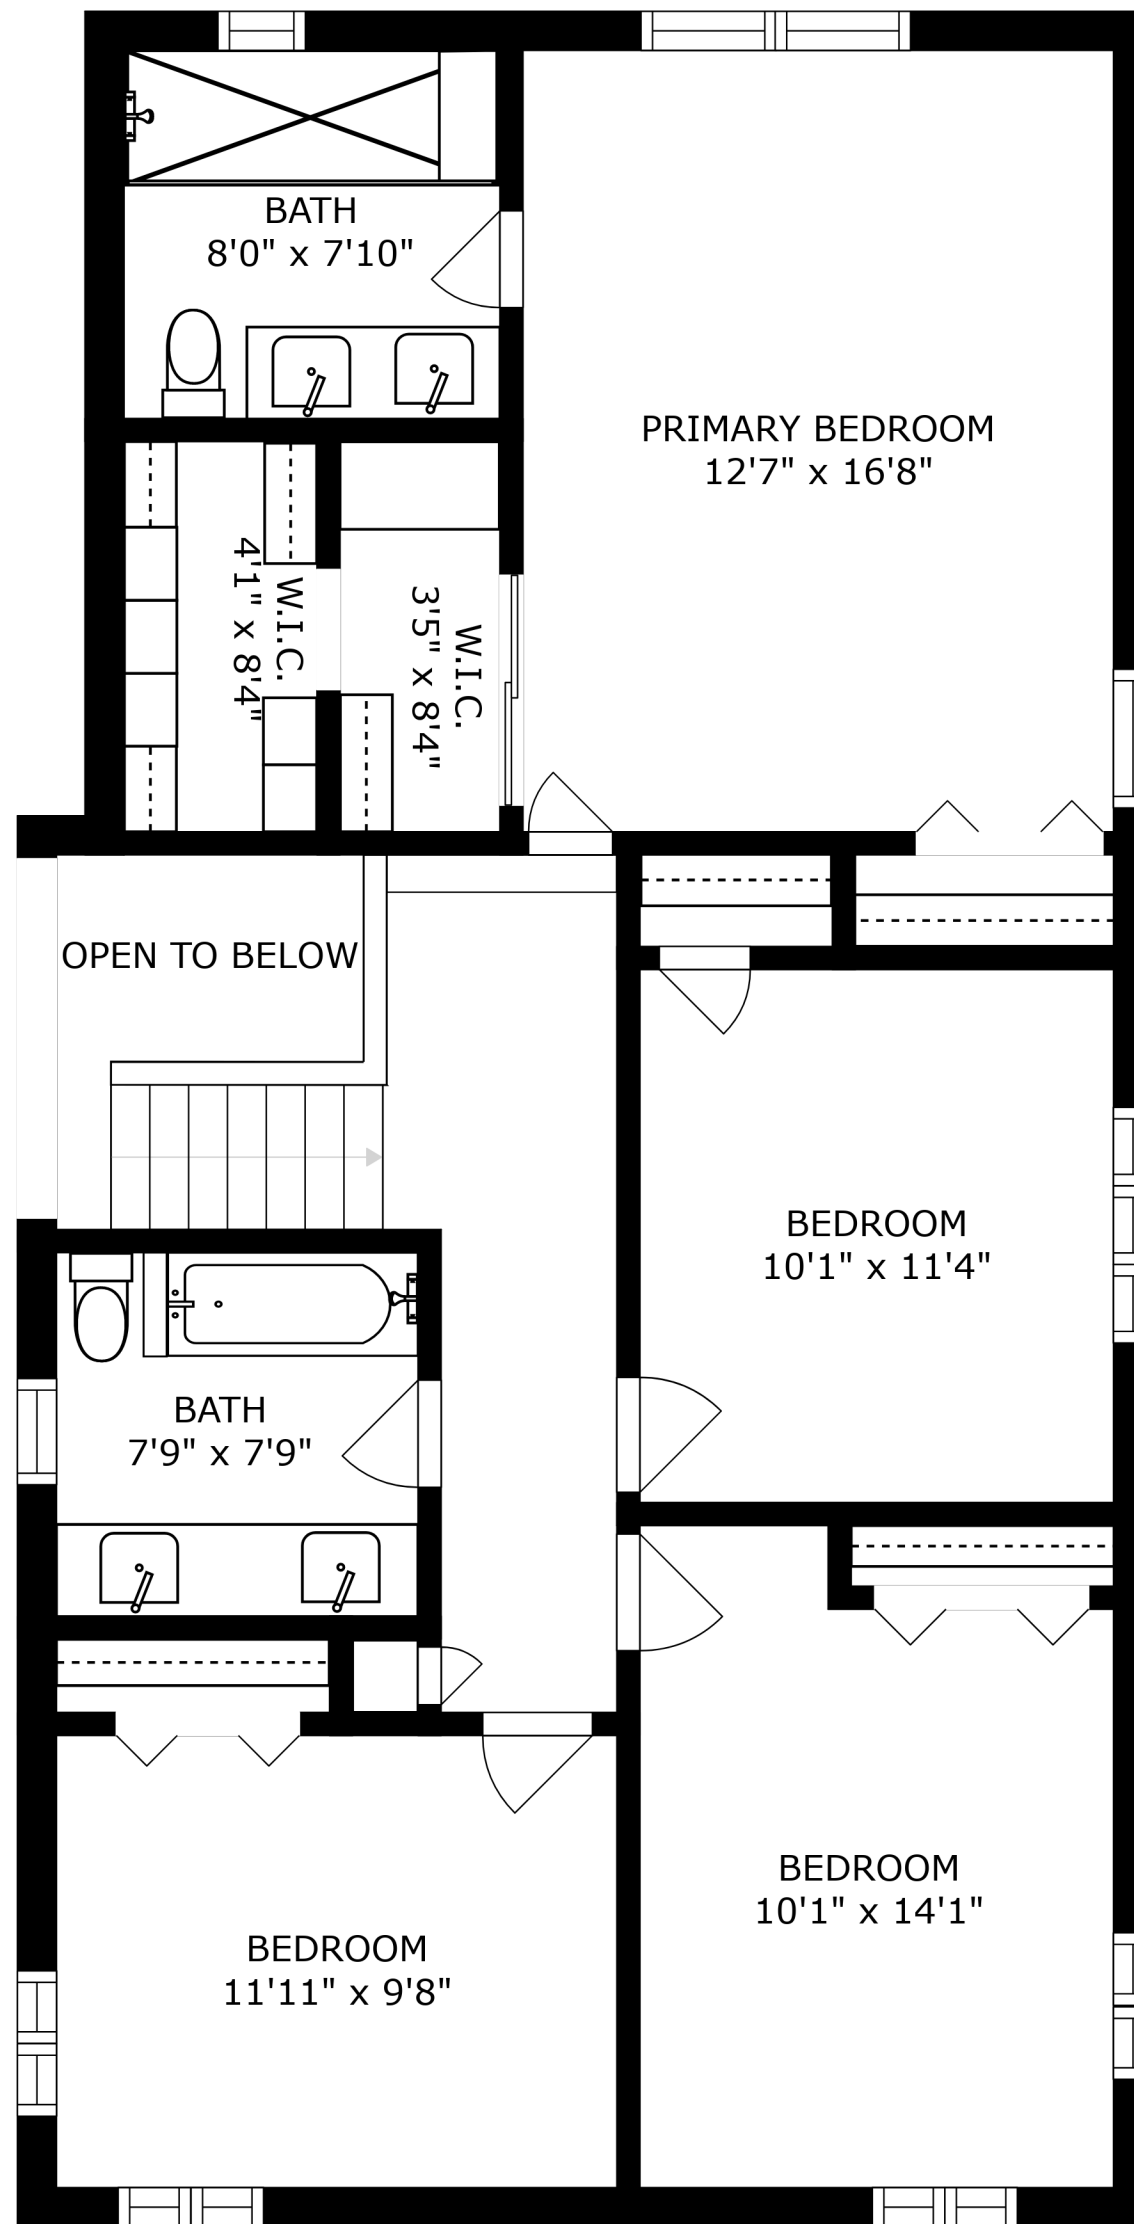 BATH
8'0" x 7'10"
PRIMARY BEDROOM
12'7" x 16'8"
W.I.C.
4'1" x 8'4"
W.I.C.
3'5" x 8'4"
OPEN TO BELOW
BEDROOM
10'1" x 11'4"
BATH
7'9" x 7'9"
BEDROOM
10'1" x 14'1"
BEDROOM
11'11" x 9'8"